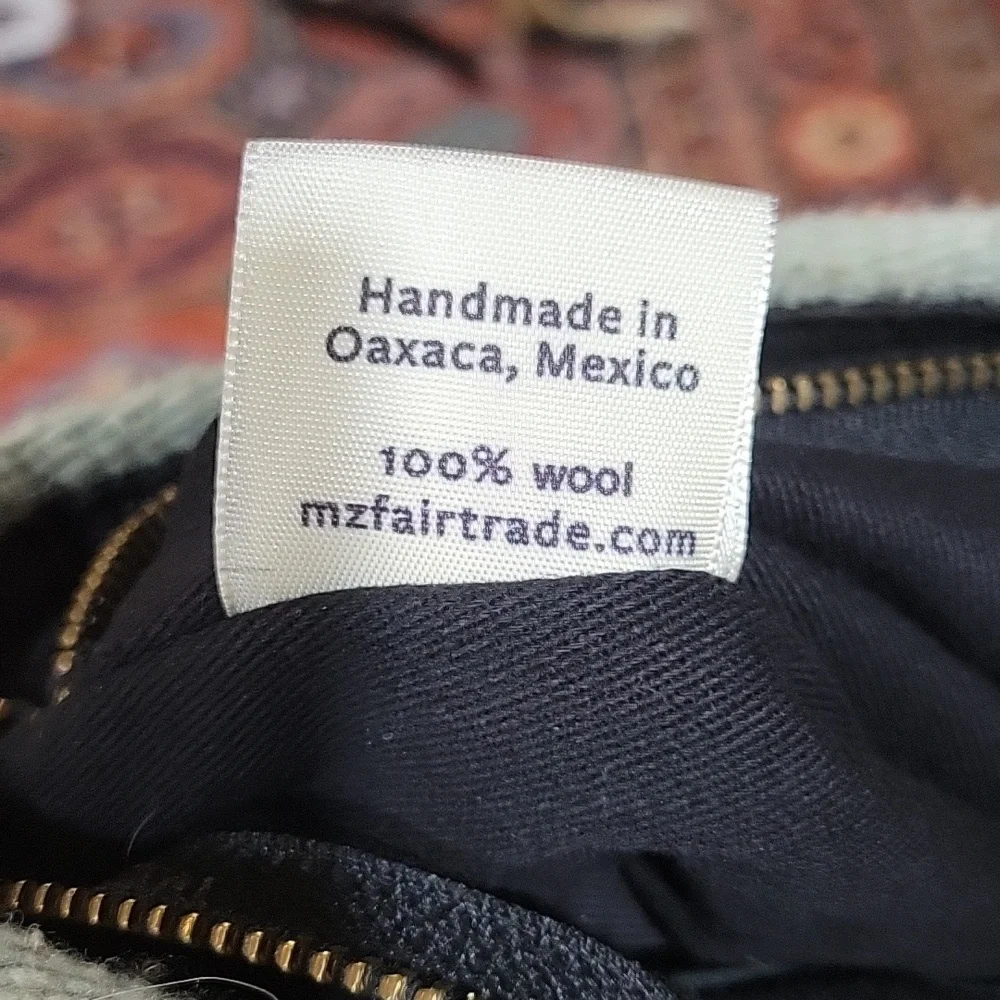 Handmade in
Oaxaca, Mexico
100% wool
mzfairtrade.com